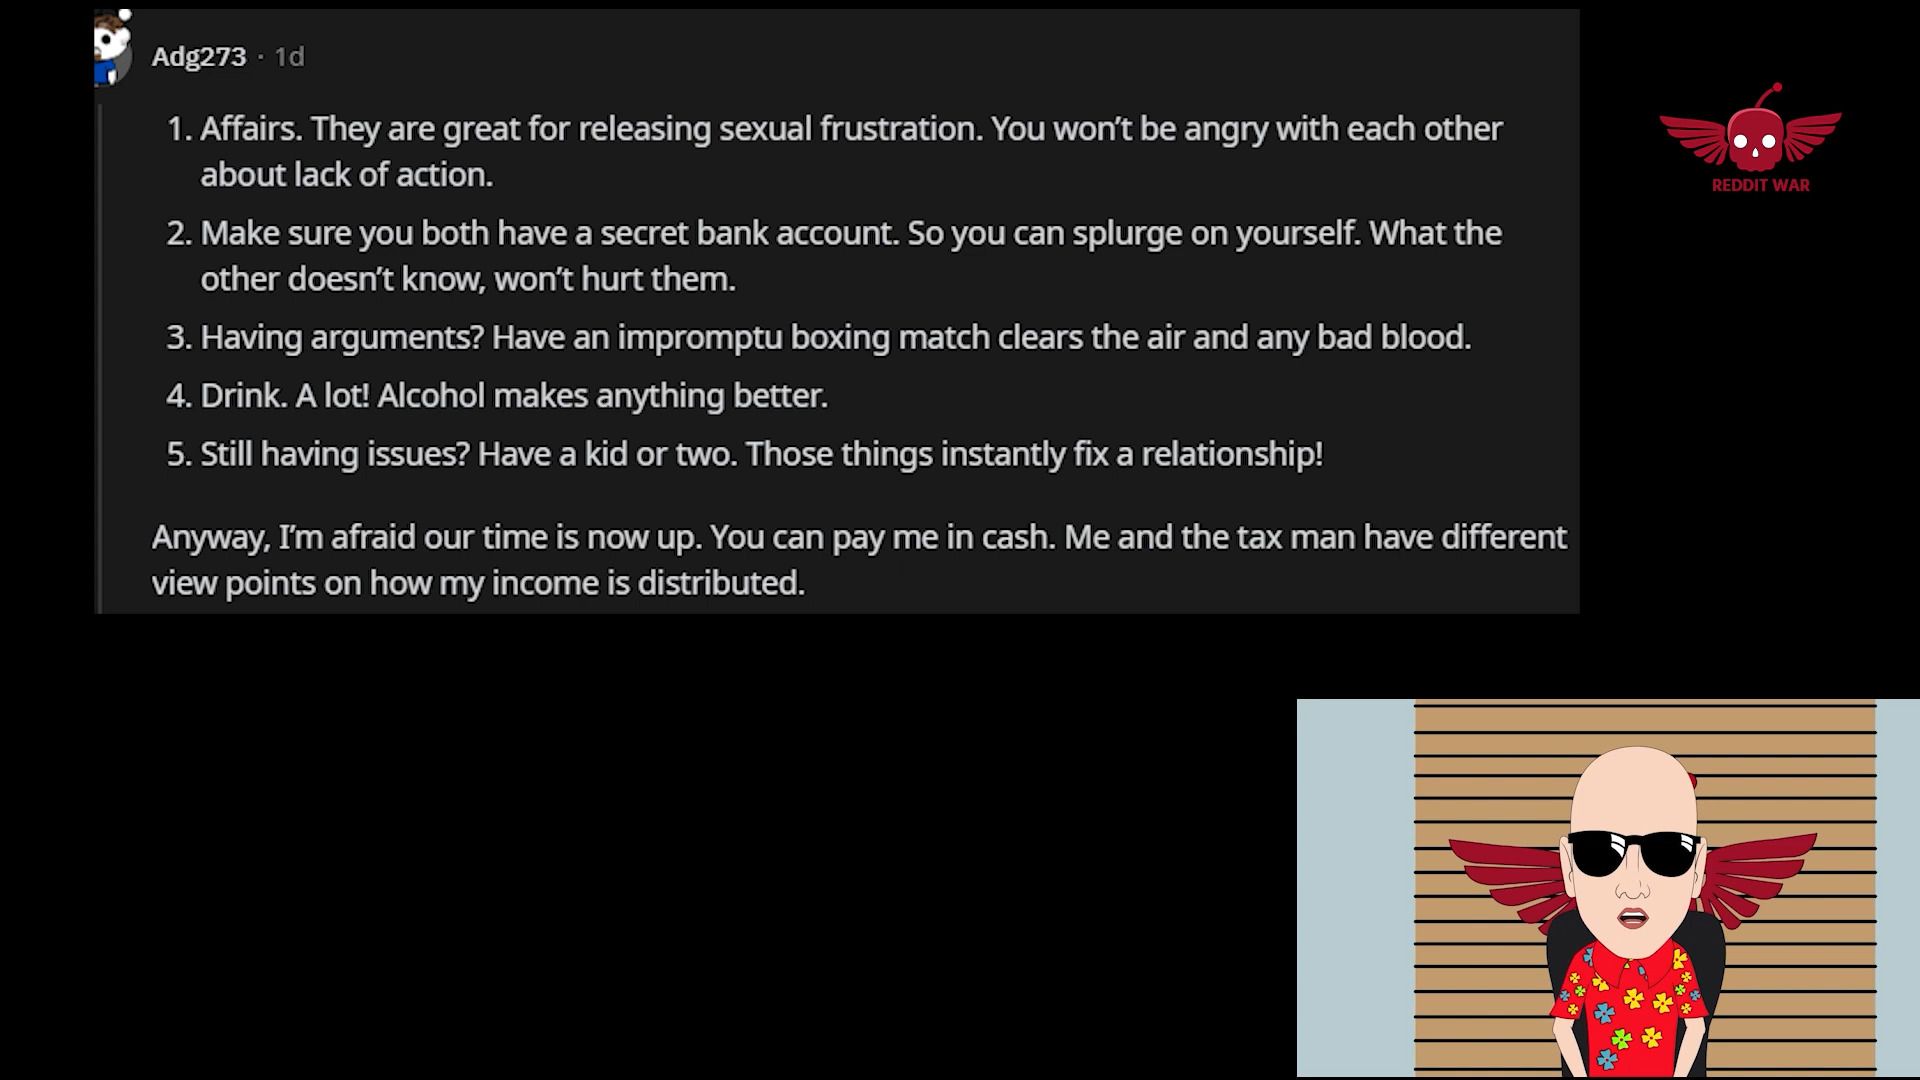 Adg273 · 1d
1. Affairs. They are great for releasing sexual frustration. You won’t be angry with each other
about lack of action.
2. Make sure you both have a secret bank account. So you can splurge on yourself. What the
other doesn’t know, won’t hurt them.
3. Having arguments? Have an impromptu boxing match clears the air and any bad blood.
4. Drink. A lot! Alcohol makes anything better.
5. Still having issues? Have a kid or two. Those things instantly fix a relationship!
Anyway, I’m afraid our time is now up. You can pay me in cash. Me and the tax man have different
view points on how my income is distributed.
REDDIT WAR